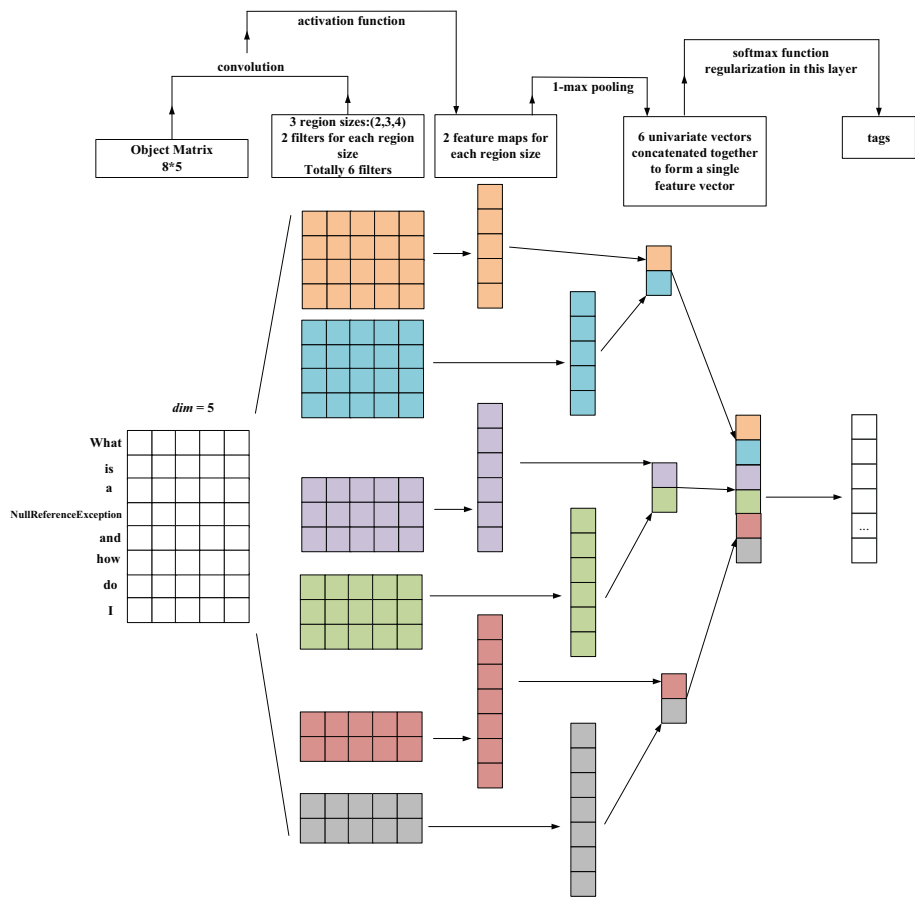 activation function
softmax function
regularization in this layer
convolution
1-max pooling
Object Matrix
8*5
3 region sizes:(2,3,4)
2 filters for each region
size
Totally 6 filters
2 feature maps for
each region size
6 univariate vectors
concatenated together
to form a single
feature vector
tags
dim = 5
What
is
a
NullReferenceException
and
how
do
I
...